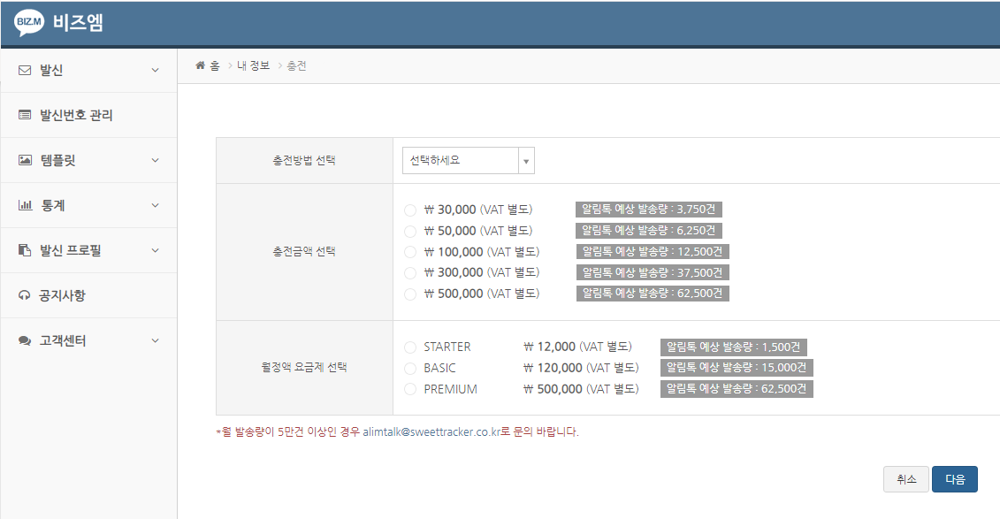 BIZ.M 비즈엠
홈 내 정보 충전
발신
발신번호 관리
템플릿
통계
발신 프로필
공지사항
고객센터
충전방법 선택 선택하세요
충전금액 선택
₩ 30,000 (VAT 별도) 알림톡 예상 발송량 : 3,750건
₩ 50,000 (VAT 별도) 알림톡 예상 발송량 : 6,250건
₩ 100,000 (VAT 별도) 알림톡 예상 발송량 : 12,500건
₩ 300,000 (VAT 별도) 알림톡 예상 발송량 : 37,500건
₩ 500,000 (VAT 별도) 알림톡 예상 발송량 : 62,500건
월정액 요금제 선택
STARTER ₩ 12,000 (VAT 별도) 알림톡 예상 발송량 : 1,500건
BASIC ₩ 120,000 (VAT 별도) 알림톡 예상 발송량 : 15,000건
PREMIUM ₩ 500,000 (VAT 별도) 알림톡 예상 발송량 : 62,500건
*월 발송량이 5만건 이상인 경우 alimtalk@sweettracker.co.kr로 문의 바랍니다.
취소 다음